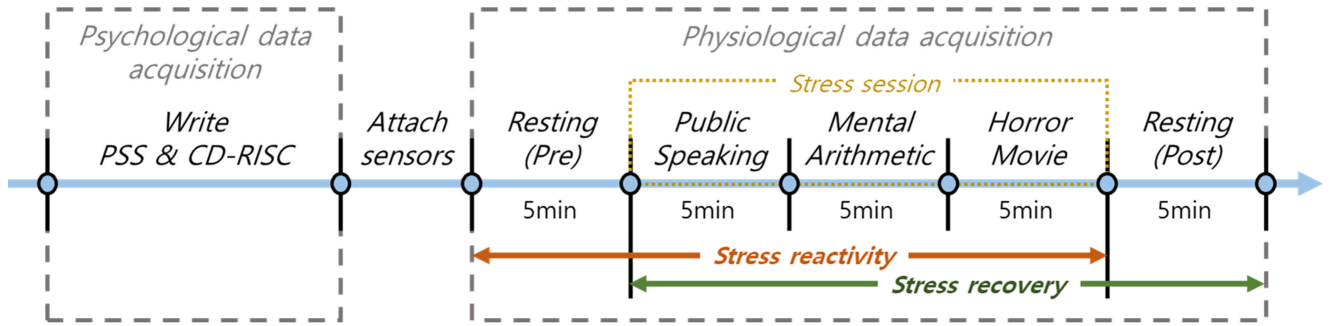 Psychological data
acquisition
Physiological data acquisition
Stress session
Write
PSS & CD-RISC
Attach
sensors
Resting
(Pre)
Public
Speaking
Mental
Arithmetic
Horror
Movie
Resting
(Post)
5min
5min
5min
5min
5min
Stress reactivity
Stress recovery